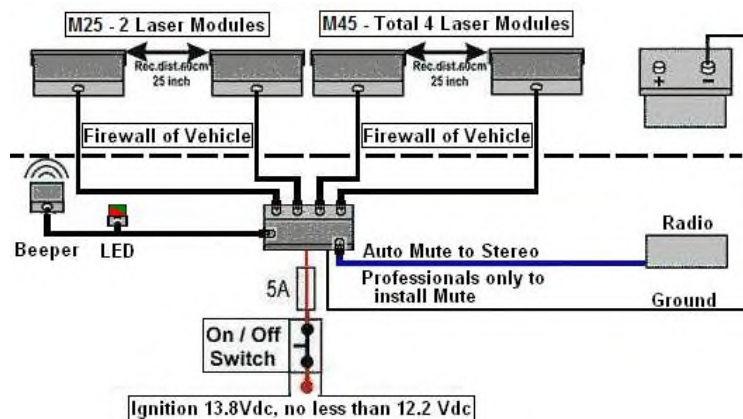 M25 - 2 Laser Modules
M45 - Total 4 Laser Modules
Rec.dist.60cm
25 inch
Rec.dist.60cm
25 inch
+ −
Firewall of Vehicle
Firewall of Vehicle
Beeper
LED
Radio
Auto Mute to Stereo
Professionals only to
install Mute
Ground
5A
On / Off
Switch
Ignition 13.8Vdc, no less than 12.2 Vdc